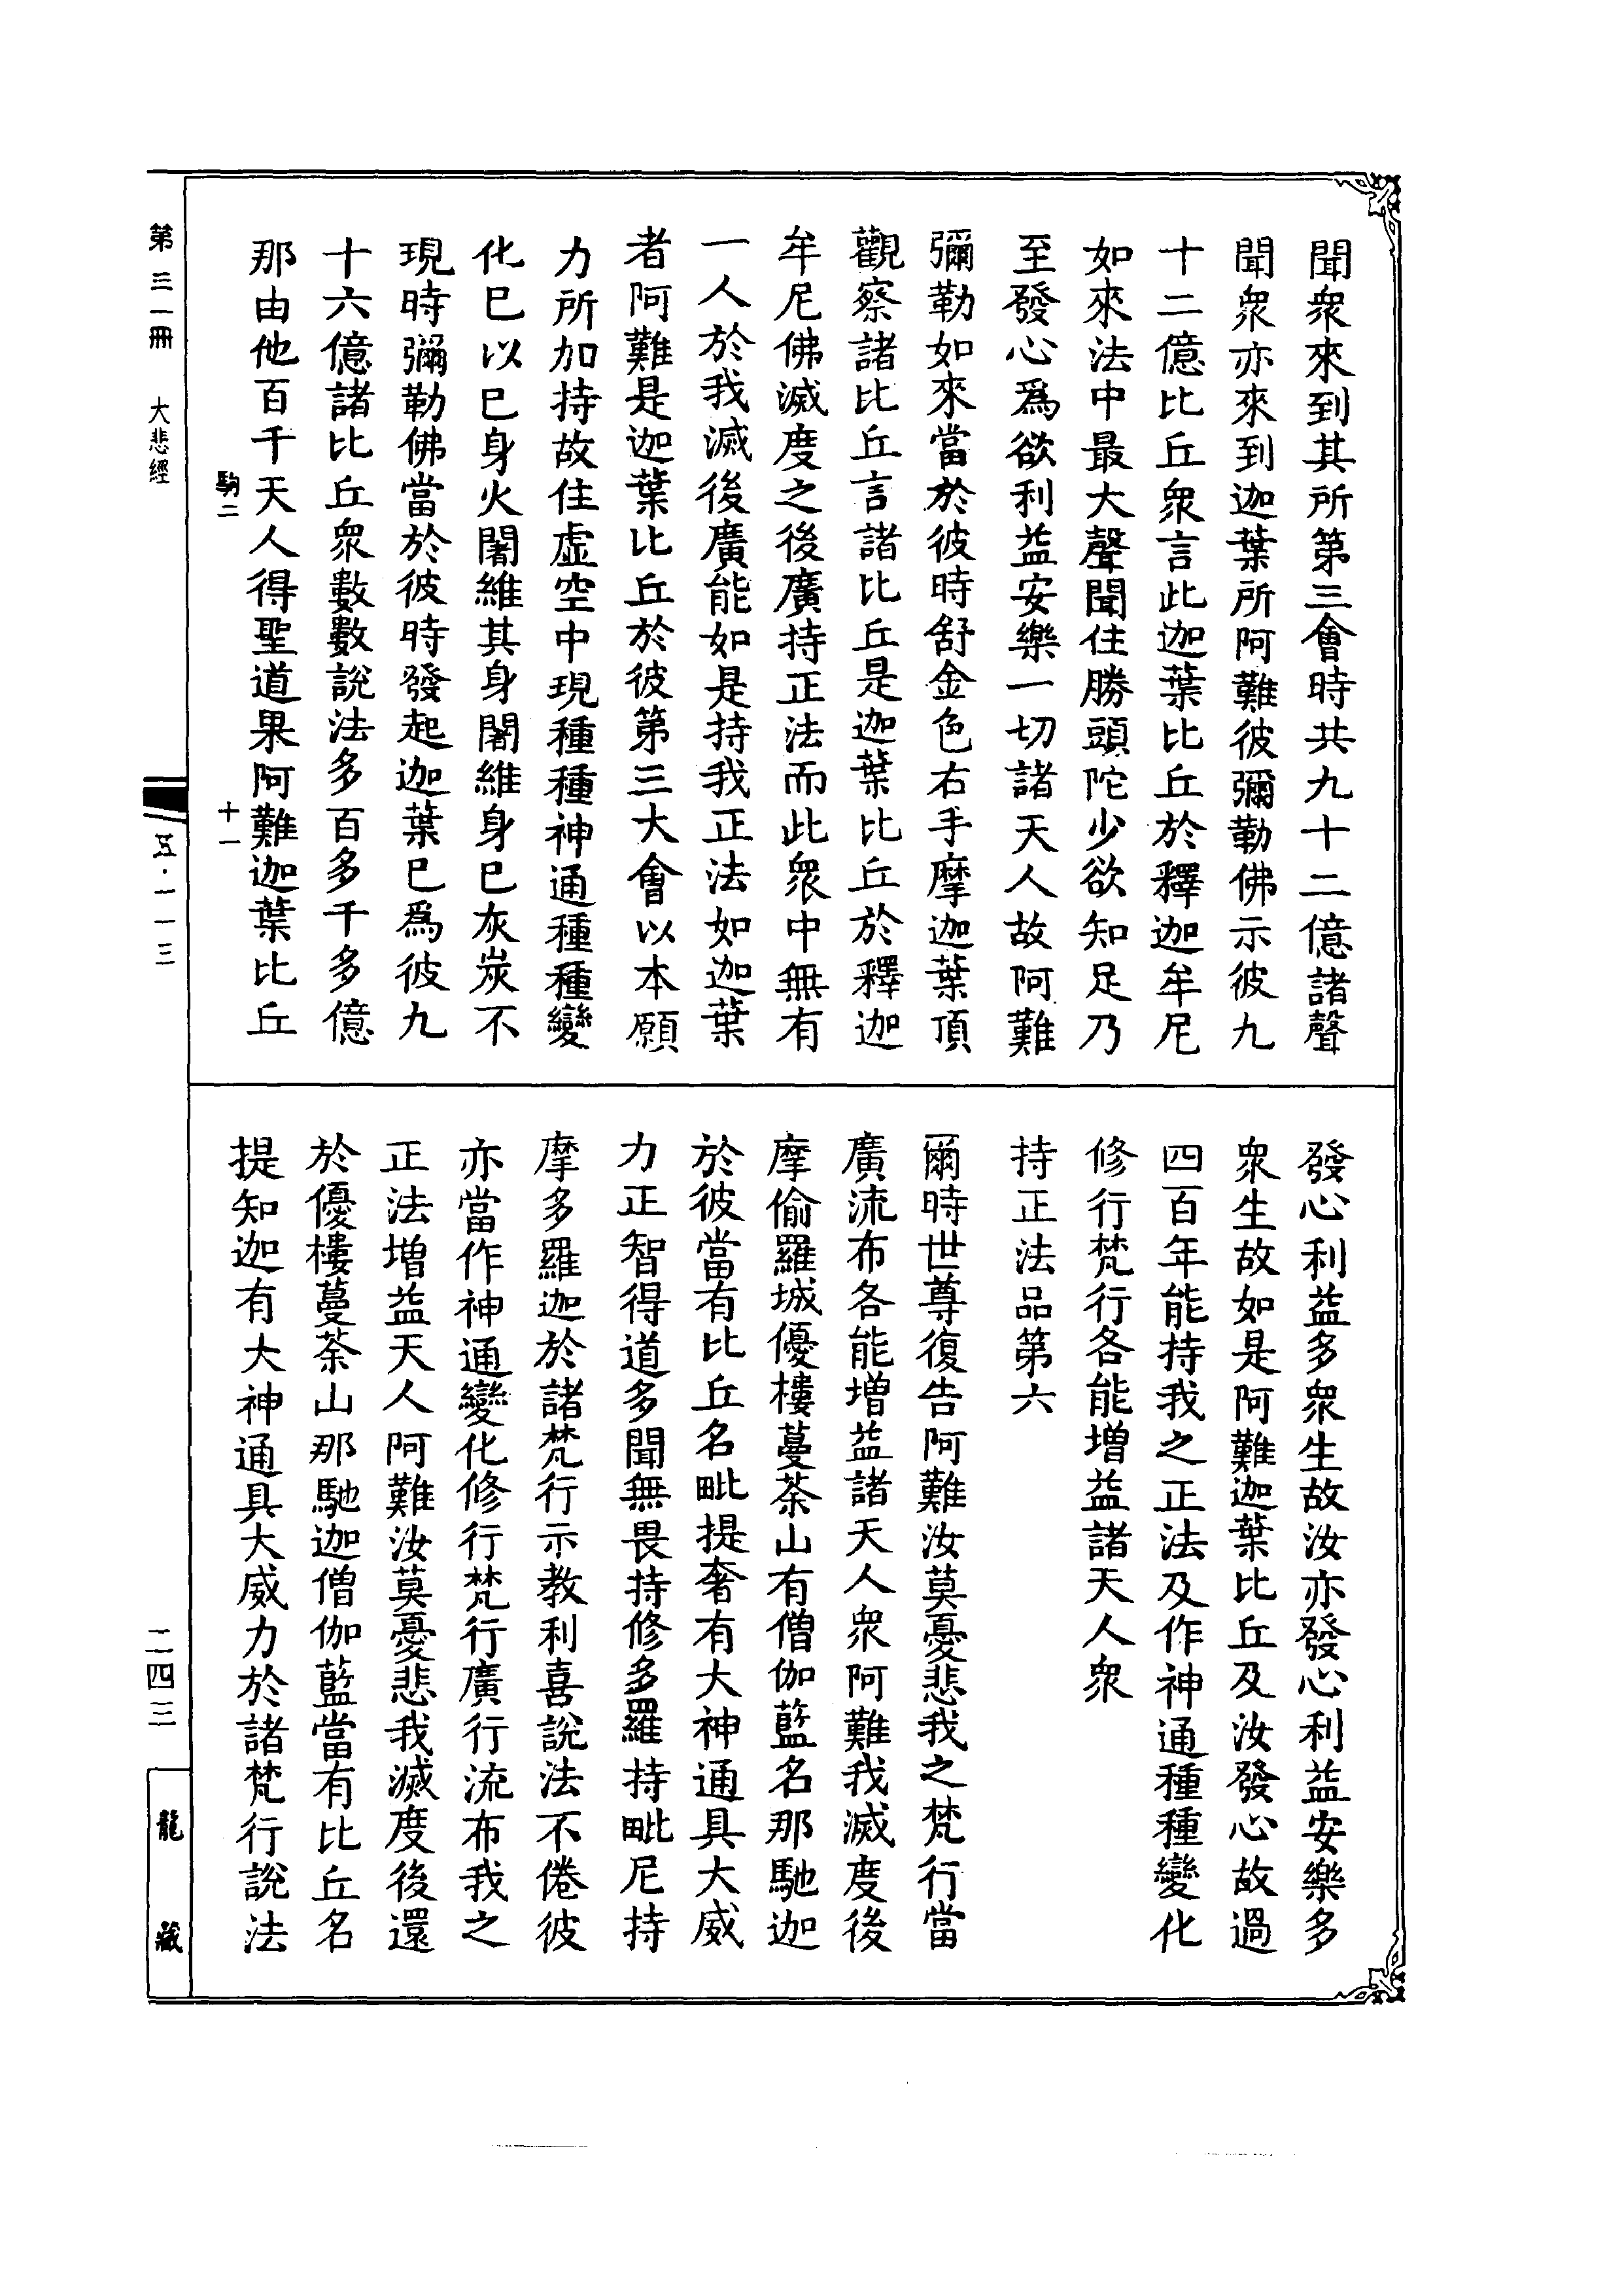 聞衆來到其所第三會時共九十二億諸聲
聞衆亦來到迦葉所阿難彼彌勒佛示彼九
十二億比丘衆言此迦葉比丘於釋迦牟尼
如來法中最大聲聞住勝頭陀少欲知足乃
至發心爲欲利益安樂一切諸天人故阿難
彌勒如來當於彼時舒金色右手摩迦葉頂
觀察諸比丘言諸比丘是迦葉比丘於釋迦
牟尼佛滅度之後廣持正法而此衆中無有
一人於我滅後廣能如是持我正法如迦葉
者阿難是迦葉比丘於彼第三大會以本願
力所加持故住虛空中現種種神通種種變
化巳以巳身火闍維其身闍維身巳灰炭不
現時彌勒佛當於彼時發起迦葉巳爲彼九
十六億諸比丘衆數數說法多百多千多億
那由他百千天人得聖道果阿難迦葉比丘
發心利益多衆生故汝亦發心利益安樂多
衆生故如是阿難迦葉比丘及汝發心故過
四百年能持我之正法及作神通種種變化
修行梵行各能增益諸天人衆
持正法品第六
爾時世尊復告阿難汝莫憂悲我之梵行當
廣流布各能增益諸天人衆阿難我滅度後
摩偷羅城優樓蔓荼山有僧伽藍名那馳迦
於彼當有比丘名毗提奢有大神通具大威
力正智得道多聞無畏持修多羅持毗尼持
摩多羅迦於諸梵行示教利喜說法不倦彼
亦當作神通變化修行梵行廣行流布我之
正法增益天人阿難汝莫憂悲我滅度後還
於優樓蔓荼山那馳迦僧伽藍當有比丘名
提知迦有大神通具大威力於諸梵行說法
駒二
十一
第三一冊 大悲經
五·一一三
二四三
龍藏